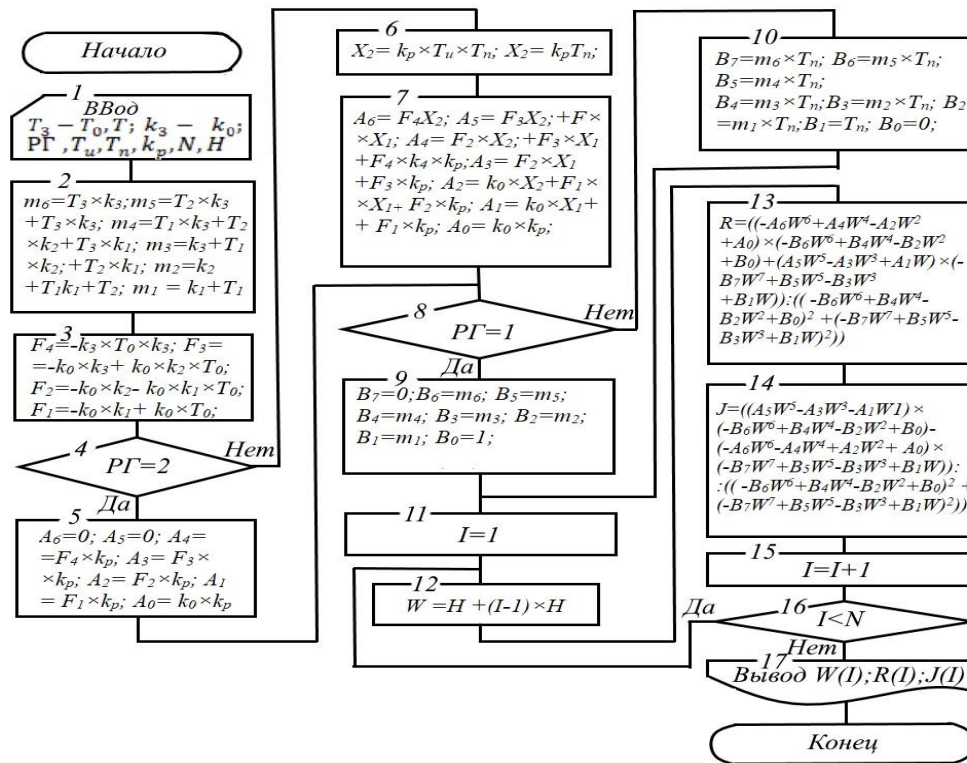 Начало
1
ВВод
T₃ − T₀,T; k₃ − k₀;
РГ ,Tᵤ,Tₙ,kₚ,N,H
2
m₆=T₃×k₃;m₅=T₂×k₃
+T₃×k₃; m₄=T₁×k₃+T₂
×k₂+T₃×k₁; m₃=k₃+T₁
×k₂;+T₂×k₁; m₂=k₂
+T₁k₁+T₂; m₁ = k₁+T₁
3
F₄=-k₃×T₀×k₃; F₃=
=-k₀×k₃+ k₀×k₂×T₀;
F₂=-k₀×k₂- k₀×k₁×T₀;
F₁=-k₀×k₁+ k₀×T₀;
4
РГ=2
Нет
Да
5
A₆=0; A₅=0; A₄=
=F₄×kₚ; A₃= F₃×
×kₚ; A₂= F₂×kₚ; A₁
= F₁×kₚ; A₀= k₀×kₚ
6
X₂= kₚ×Tᵤ×Tₙ; X₂= kₚTₙ;
7
A₆= F₄X₂; A₅= F₃X₂;+F×
×X₁; A₄= F₂×X₂;+F₃×X₁
+F₄×k₄×kₚ;A₃= F₂×X₁
+F₃×kₚ; A₂= k₀×X₂+F₁×
×X₁+ F₂×kₚ; A₁= k₀×X₁+
+ F₁×kₚ; A₀= k₀×kₚ;
8
РГ=1
Нет
Да
9
B₇=0;B₆=m₆; B₅=m₅;
B₄=m₄; B₃=m₃; B₂=m₂;
B₁=m₁; B₀=1;
11
I=1
12
W =H +(I-1)×H
10
B₇=m₆×Tₙ; B₆=m₅×Tₙ;
B₅=m₄×Tₙ;
B₄=m₃×Tₙ;B₃=m₂×Tₙ; B₂
=m₁×Tₙ;B₁=Tₙ; B₀=0;
13
R=((-A₆W⁶+A₄W⁴-A₂W²
+A₀)×(-B₆W⁶+B₄W⁴-B₂W²
+B₀)+(A₅W⁵-A₃W³+A₁W)×(-
B₇W⁷+B₅W⁵-B₃W³
+B₁W)):(( -B₆W⁶+B₄W⁴-
B₂W²+B₀)² +(-B₇W⁷+B₅W⁵-
B₃W³+B₁W)²))
14
J=((A₅W⁵-A₃W³-A₁W1)×
(-B₆W⁶+B₄W⁴-B₂W²+B₀)-
(-A₆W⁶-A₄W⁴+A₂W²+ A₀)×
(-B₇W⁷+B₅W⁵-B₃W³+B₁W)):
:(( -B₆W⁶+B₄W⁴-B₂W²+B₀)² +
(-B₇W⁷+B₅W⁵-B₃W³+B₁W)²))
15
I=I+1
Да
16
I<N
Нет
17
Вывод W(I);R(I);J(I)
Конец